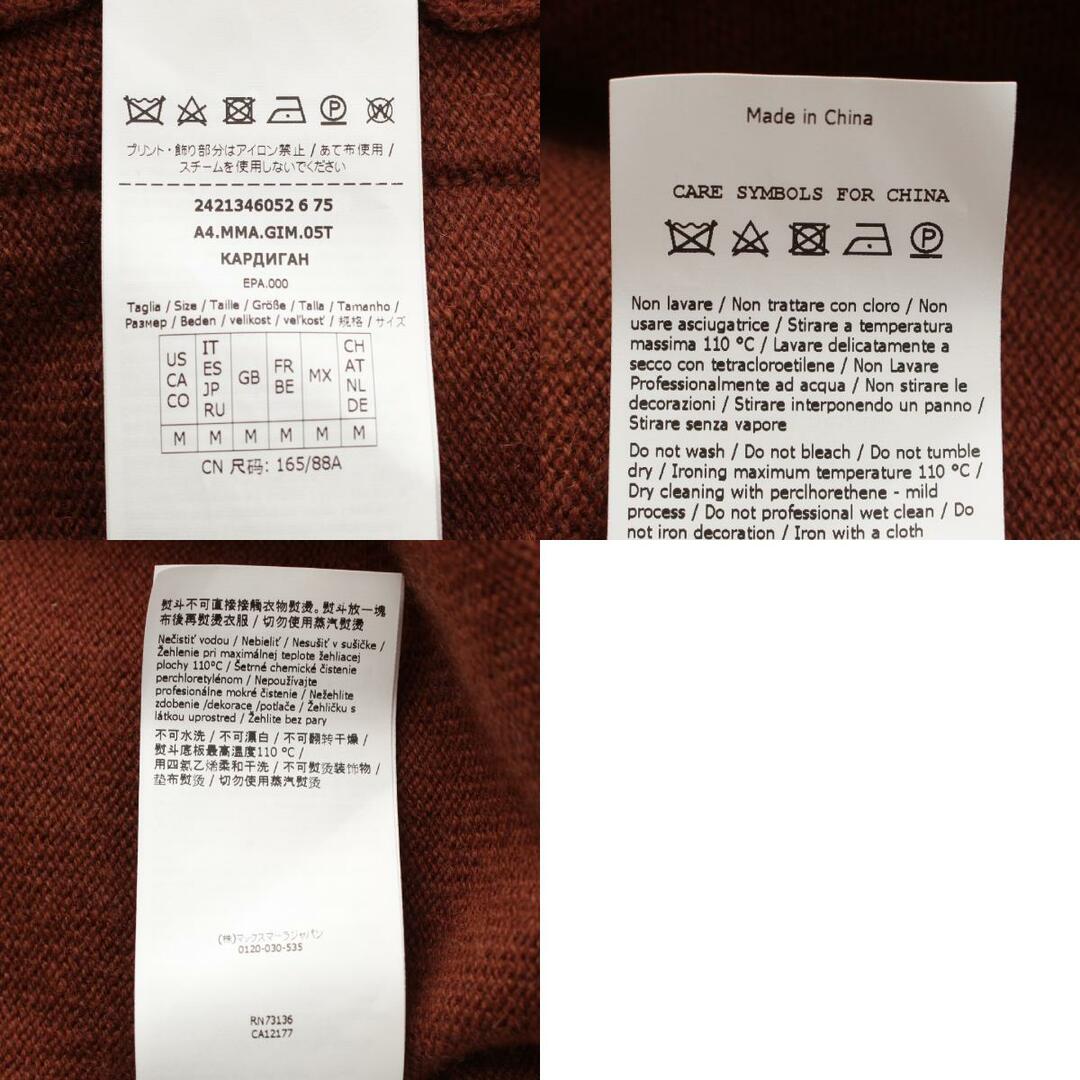 プリント・飾り部分はアイロン禁止 / あて布使用 /
スチームを使用しないでください
2421346052 6 75
A4.MMA.GIM.05T
КАРДИГАН
EPA.000
Taglia / Size / Taille / Größe / Talla / Tamanho /
Размер / Beden / velikost / veľkosť / 规格 / サイズ
US CA CO
IT ES JP RU
GB
FR BE
MX
CH AT NL DE
M M M M M M
CN 尺码: 165/88A
Made in China
CARE SYMBOLS FOR CHINA
Non lavare / Non trattare con cloro / Non
usare asciugatrice / Stirare a temperatura
massima 110 °C / Lavare delicatamente a
secco con tetracloroetilene / Non Lavare
Professionalmente ad acqua / Non stirare le
decorazioni / Stirare interponendo un panno /
Stirare senza vapore
Do not wash / Do not bleach / Do not tumble
dry / Ironing maximum temperature 110 °C /
Dry cleaning with perclhorethene - mild
process / Do not professional wet clean / Do
not iron decoration / Iron with a cloth
熨斗不可直接接觸衣物熨燙。熨斗放一塊
布後再熨燙衣服 / 切勿使用蒸汽熨燙
Nečistiť vodou / Nebieliť / Nesušiť v sušičke /
Žehlenie pri maximálnej teplote žehliacej
plochy 110°C / Šetrné chemické čistenie
perchloretylénom / Nepoužívajte
profesionálne mokré čistenie / Nežehlite
zdobenie /dekorace /potlače / Žehličku s
látkou uprostred / Žehlite bez pary
不可水洗 / 不可漂白 / 不可翻转干燥 /
熨斗底板最高温度110 °C /
用四氯乙烯柔和干洗 / 不可熨烫装饰物 /
垫布熨烫 / 切勿使用蒸汽熨烫
(株)マックスマーラジャパン
0120-030-535
RN73136
CA12177